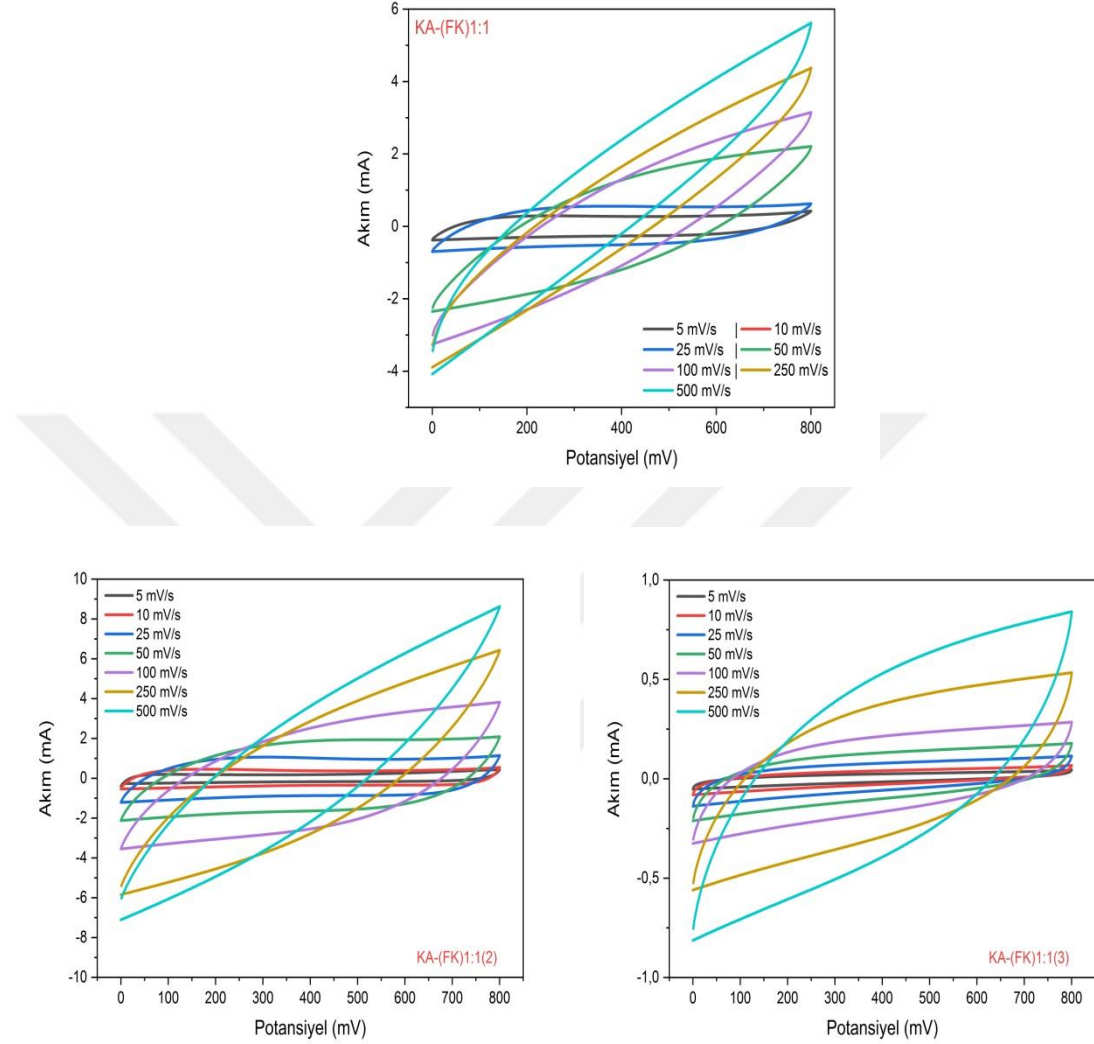 KA-(FK)1:1
6
4
2
0
-2
-4
Akım (mA)
5 mV/s | 10 mV/s
25 mV/s | 50 mV/s
100 mV/s | 250 mV/s
500 mV/s
0 200 400 600 800
Potansiyel (mV)
10
8
6
4
2
0
-2
-4
-6
-8
-10
Akım (mA)
5 mV/s
10 mV/s
25 mV/s
50 mV/s
100 mV/s
250 mV/s
500 mV/s
KA-(FK)1:1(2)
0 100 200 300 400 500 600 700 800
Potansiyel (mV)
1,0
0,5
0,0
-0,5
-1,0
Akım (mA)
5 mV/s
10 mV/s
25 mV/s
50 mV/s
100 mV/s
250 mV/s
500 mV/s
KA-(FK)1:1(3)
0 100 200 300 400 500 600 700 800
Potansiyel (mV)